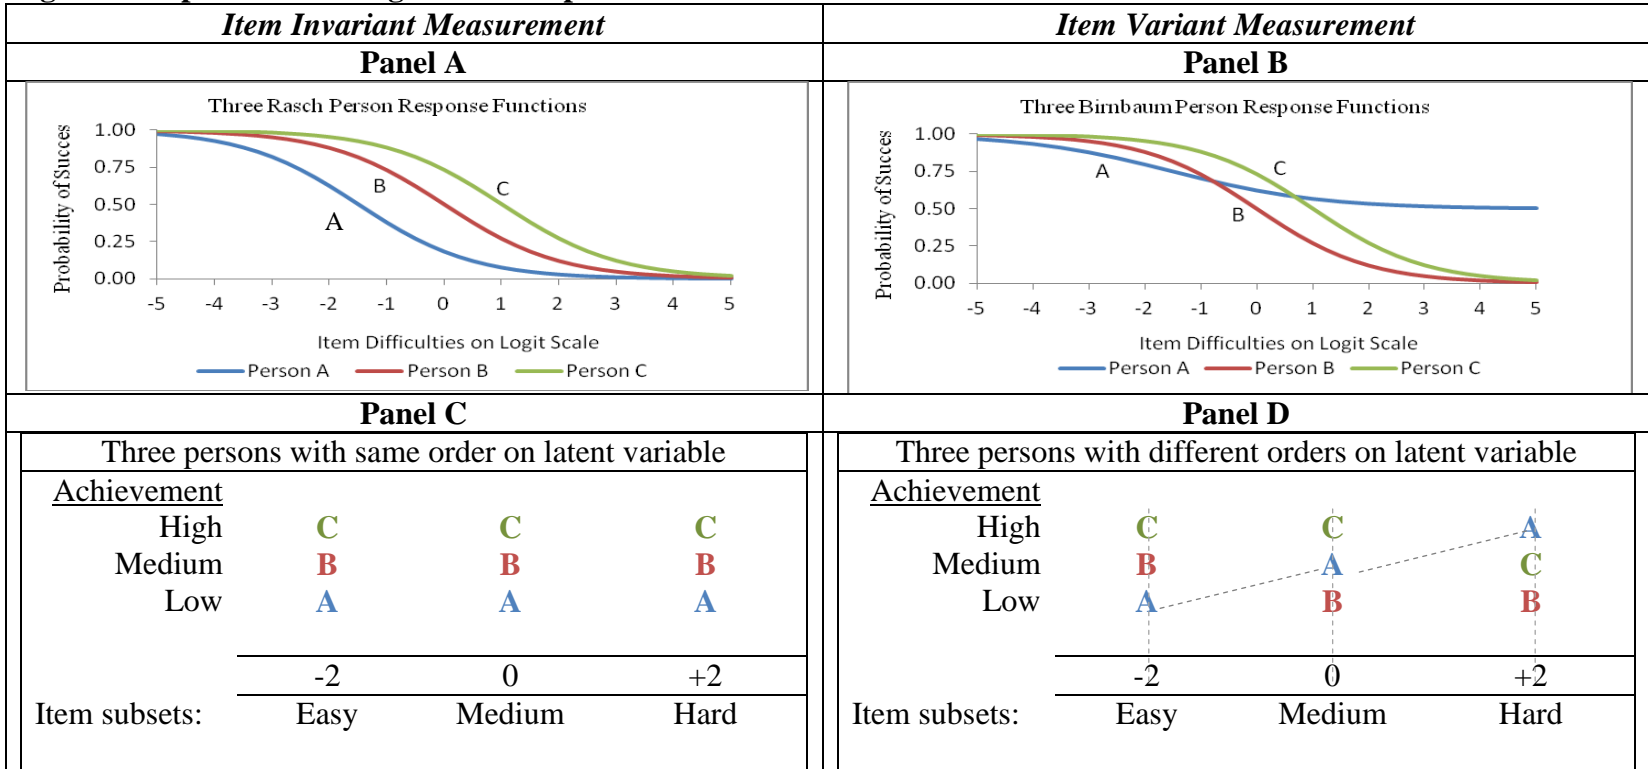 Item Invariant Measurement
Item Variant Measurement
Panel A
Panel B
Three Rasch Person Response Functions
Probability of Succes
1.00
0.75
0.50
0.25
0.00
A
B
C
-5 -4 -3 -2 -1 0 1 2 3 4 5
Item Difficulties on Logit Scale
Person A Person B Person C
Three Birnbaum Person Response Functions
Probability of Succes
1.00
0.75
0.50
0.25
0.00
A
B
C
-5 -4 -3 -2 -1 0 1 2 3 4 5
Item Difficulties on Logit Scale
Person A Person B Person C
Panel C
Panel D
Three persons with same order on latent variable
Achievement
High C C C
Medium B B B
Low A A A
-2 0 +2
Item subsets: Easy Medium Hard
Three persons with different orders on latent variable
Achievement
High C C A
Medium B A C
Low A B B
-2 0 +2
Item subsets: Easy Medium Hard